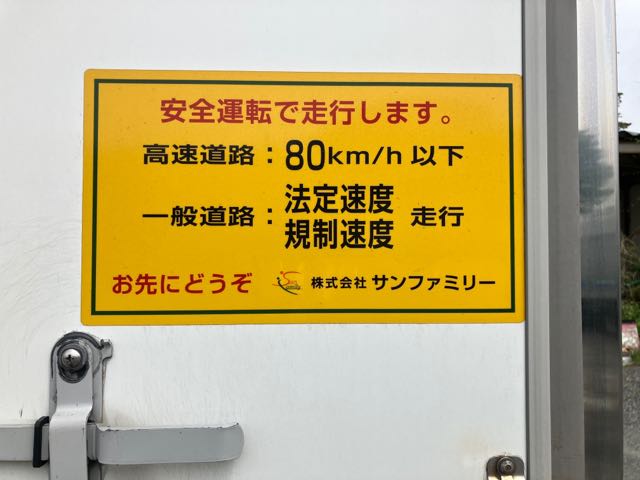 安全運転で走行します。
高速道路：80km/h 以下
一般道路：法定速度 規制速度 走行
お先にどうぞ 株式会社 サンファミリー